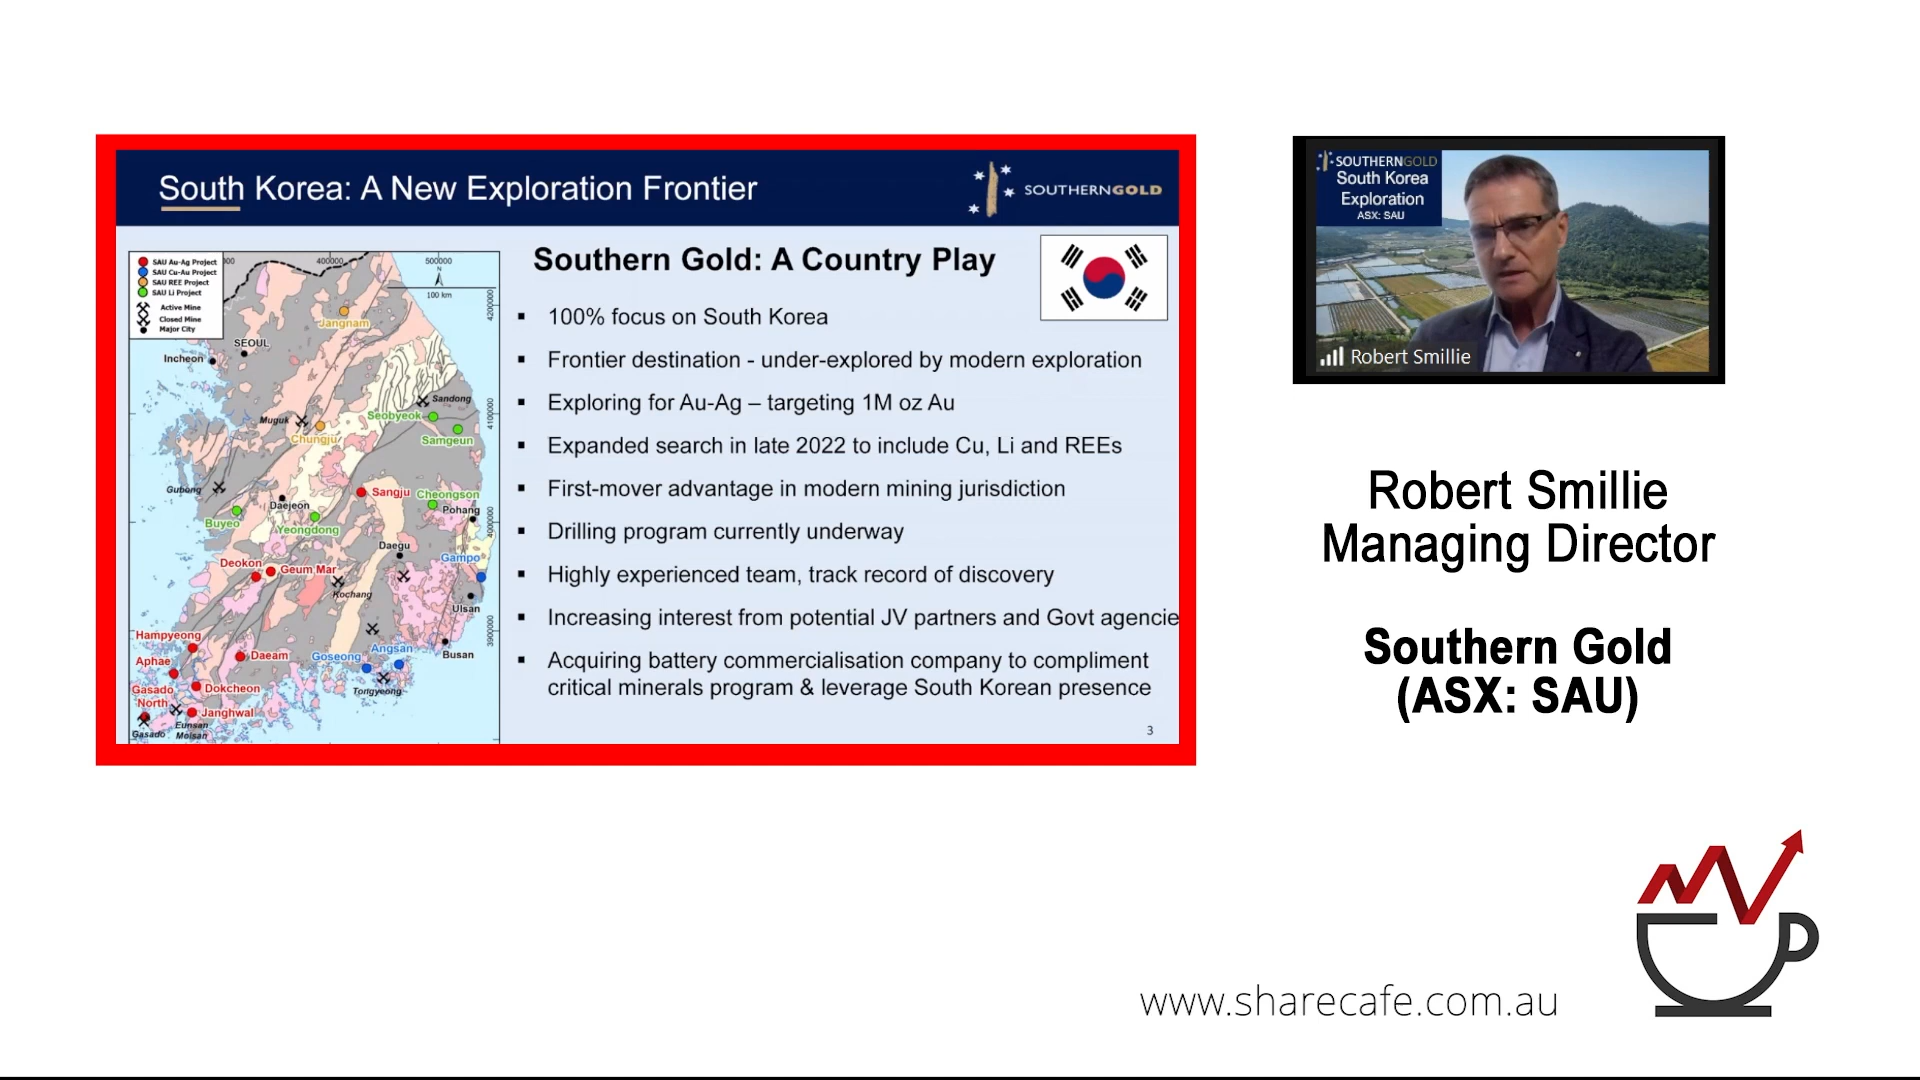 South Korea: A New Exploration Frontier
SOUTHERNGOLD
SAU Au-Ag Project
SAU Cu-Au Project
SAU REE Project
SAU Li Project
Active Mine
Closed Mine
Major City
000
400000
500000
N
100 km
4200000
4100000
4000000
3900000
Jangnam
SEOUL
Incheon
Sandong
Muguk
Seobyeok
Chungju
Samgeun
Gubong
Sangju
Cheongson
Daejeon
Pohang
Buyeo
Yeongdong
Daegu
Gampo
Deokon
Geum Mar
Kochang
Ulsan
Hampyeong
Angsan
Busan
Aphae
Daeam
Goseong
Gasado
North
Dokcheon
Tongyeong
Janghwal
Eunsan
Moisan
Gasado
Southern Gold: A Country Play
▪ 100% focus on South Korea
▪ Frontier destination - under-explored by modern exploration
▪ Exploring for Au-Ag – targeting 1M oz Au
▪ Expanded search in late 2022 to include Cu, Li and REEs
▪ First-mover advantage in modern mining jurisdiction
▪ Drilling program currently underway
▪ Highly experienced team, track record of discovery
▪ Increasing interest from potential JV partners and Govt agencie
▪ Acquiring battery commercialisation company to compliment
critical minerals program & leverage South Korean presence
3
SOUTHERNGOLD
South Korea
Exploration
ASX: SAU
Robert Smillie
Robert Smillie
Managing Director
Southern Gold
(ASX: SAU)
www.sharecafe.com.au